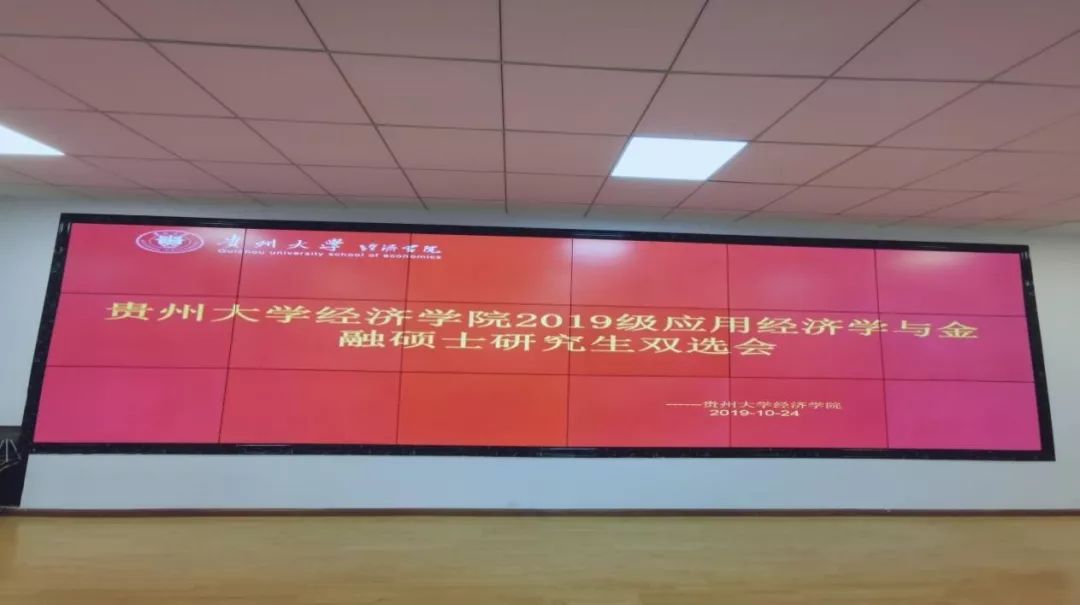 贵州大学 经济学院
Guizhou university school of economics
贵州大学经济学院2019级应用经济学与金
融硕士研究生双选会
------贵州大学经济学院
2019-10-24